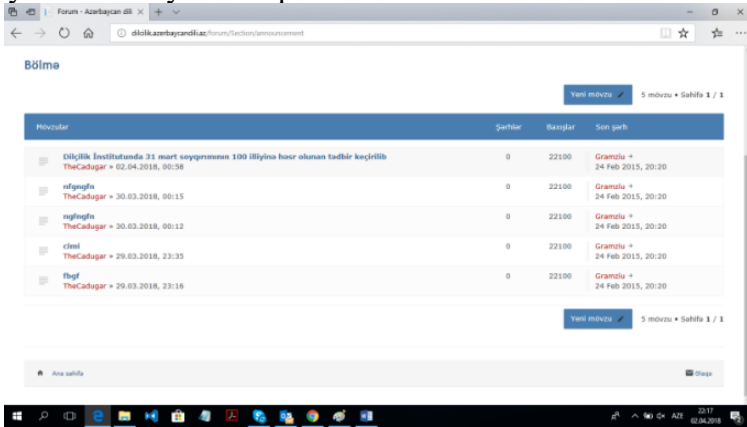 Forum - Azərbaycan dili
dilcilik.azerbaycandili.az/forum/Section/announcement
Bölmə
Yeni mövzu 5 mövzu • Səhifə 1 / 1
Mövzular Şərhlər Baxışlar Son şərh
Dilçilik İnstitutunda 31 mart soyqırımının 100 illiyinə həsr olunan tədbir keçirilib 0 22100 Gramziu
TheCadugar » 02.04.2018, 00:58 24 Feb 2015, 20:20
nfgngfn 0 22100 Gramziu
TheCadugar » 30.03.2018, 00:15 24 Feb 2015, 20:20
ngfngfn 0 22100 Gramziu
TheCadugar » 30.03.2018, 00:12 24 Feb 2015, 20:20
cimi 0 22100 Gramziu
TheCadugar » 29.03.2018, 23:35 24 Feb 2015, 20:20
fbgf 0 22100 Gramziu
TheCadugar » 29.03.2018, 23:16 24 Feb 2015, 20:20
Yeni mövzu 5 mövzu • Səhifə 1 / 1
Ana səhifə Əlaqə
AZE 22:17
02.04.2018